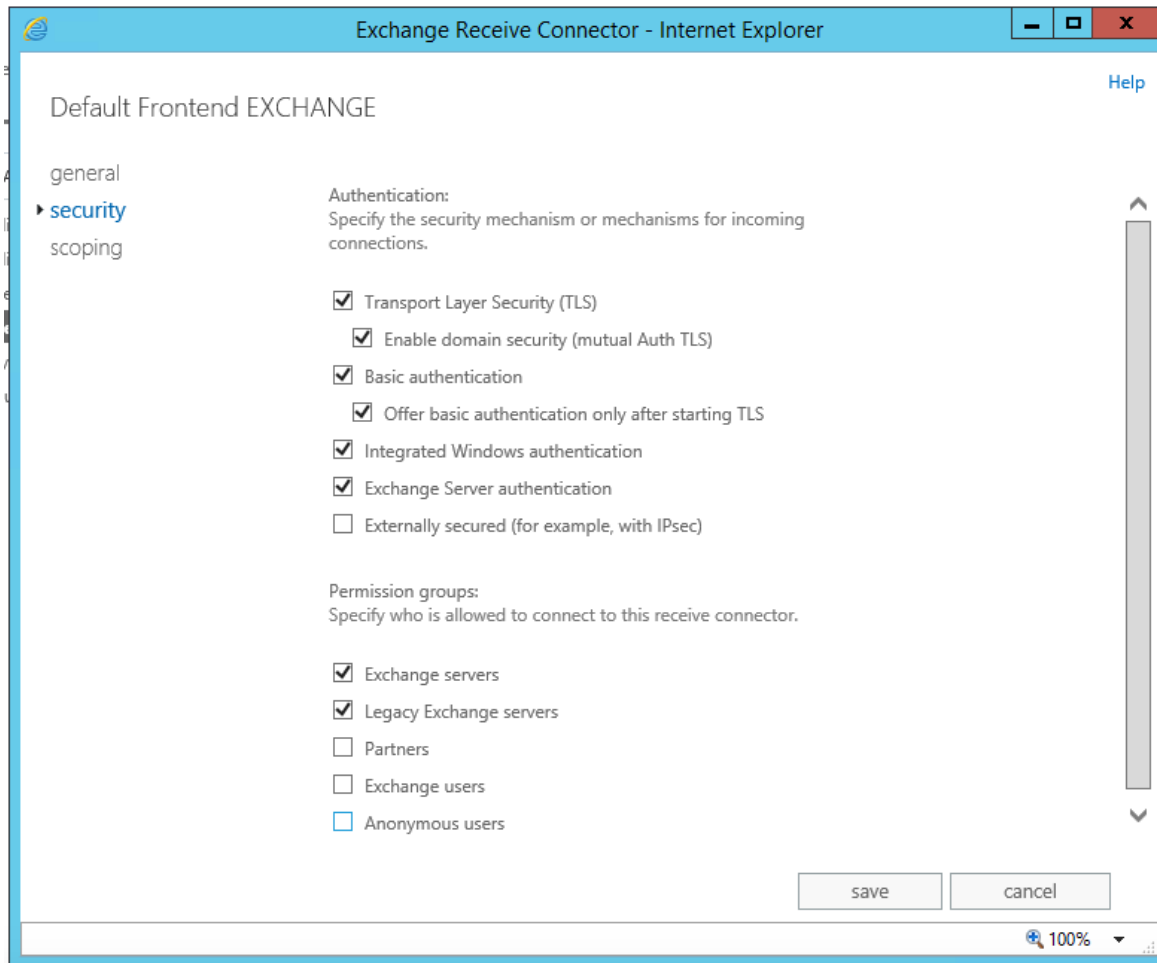 Exchange Receive Connector - Internet Explorer
Help
Default Frontend EXCHANGE
general
security
scoping
Authentication:
Specify the security mechanism or mechanisms for incoming
connections.
Transport Layer Security (TLS)
Enable domain security (mutual Auth TLS)
Basic authentication
Offer basic authentication only after starting TLS
Integrated Windows authentication
Exchange Server authentication
Externally secured (for example, with IPsec)
Permission groups:
Specify who is allowed to connect to this receive connector.
Exchange servers
Legacy Exchange servers
Partners
Exchange users
Anonymous users
save
cancel
100%